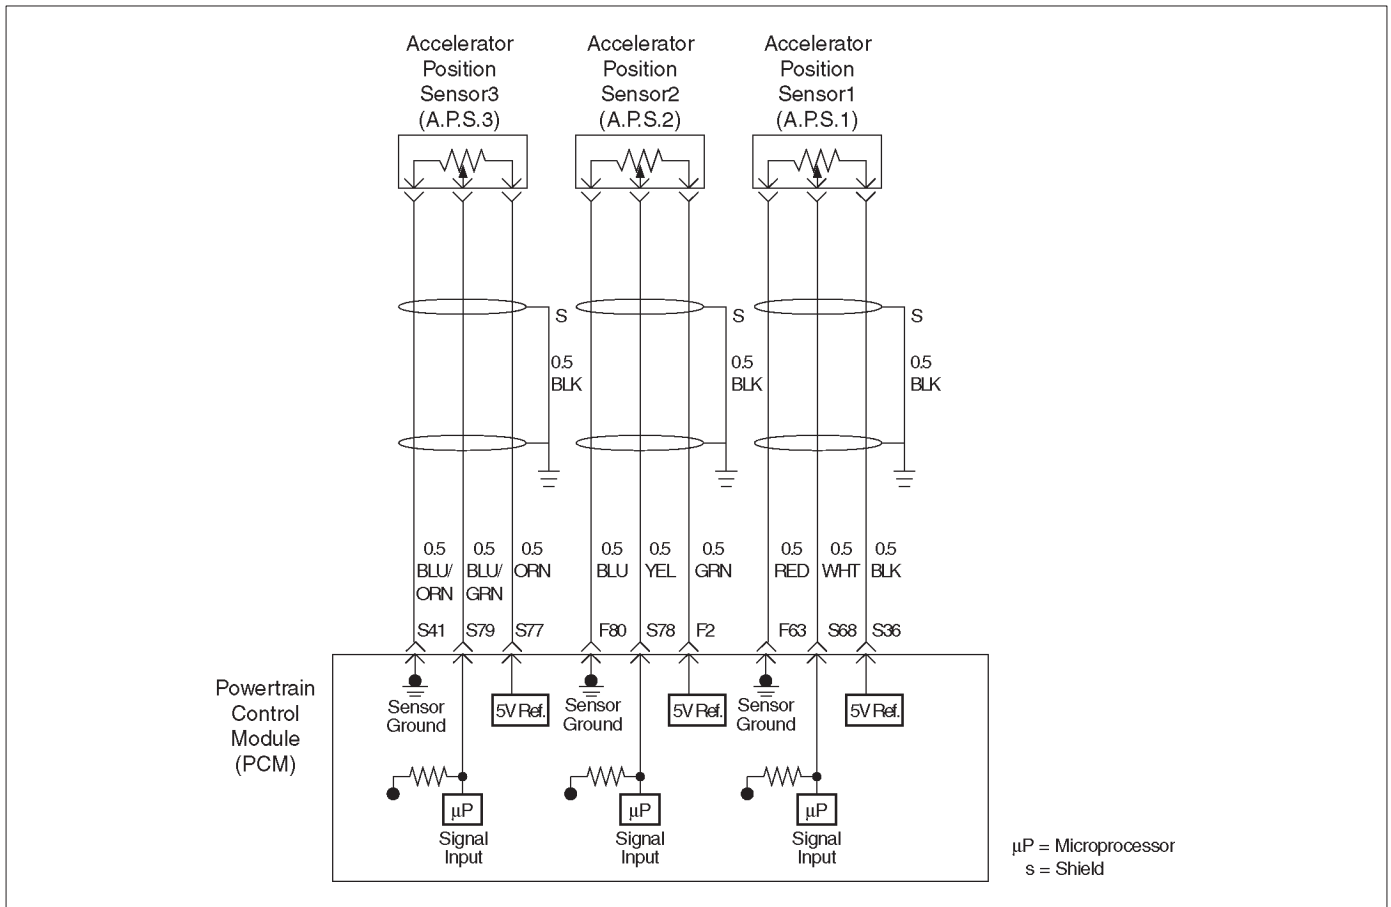 Accelerator
Position
Sensor3
(A.P.S.3)
Accelerator
Position
Sensor2
(A.P.S.2)
Accelerator
Position
Sensor1
(A.P.S.1)
S
0.5
BLK
S
0.5
BLK
S
0.5
BLK
0.5
BLU/
ORN
0.5
BLU/
GRN
0.5
ORN
0.5
BLU
0.5
YEL
0.5
GRN
0.5
RED
0.5
WHT
0.5
BLK
S41
S79
S77
F80
S78
F2
F63
S68
S36
Powertrain
Control
Module
(PCM)
Sensor
Ground
5V Ref.
Sensor
Ground
5V Ref.
Sensor
Ground
5V Ref.
µP
Signal
Input
µP
Signal
Input
µP
Signal
Input
µP = Microprocessor
s = Shield